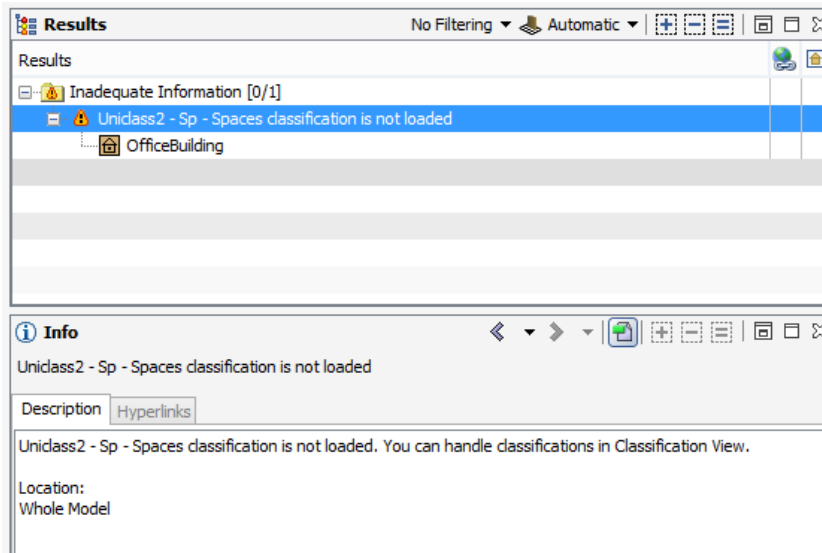 Results No Filtering Automatic
Results
Inadequate Information [0/1]
Uniclass2 - Sp - Spaces classification is not loaded
OfficeBuilding
Info
Uniclass2 - Sp - Spaces classification is not loaded
Description Hyperlinks
Uniclass2 - Sp - Spaces classification is not loaded. You can handle classifications in Classification View.
Location:
Whole Model